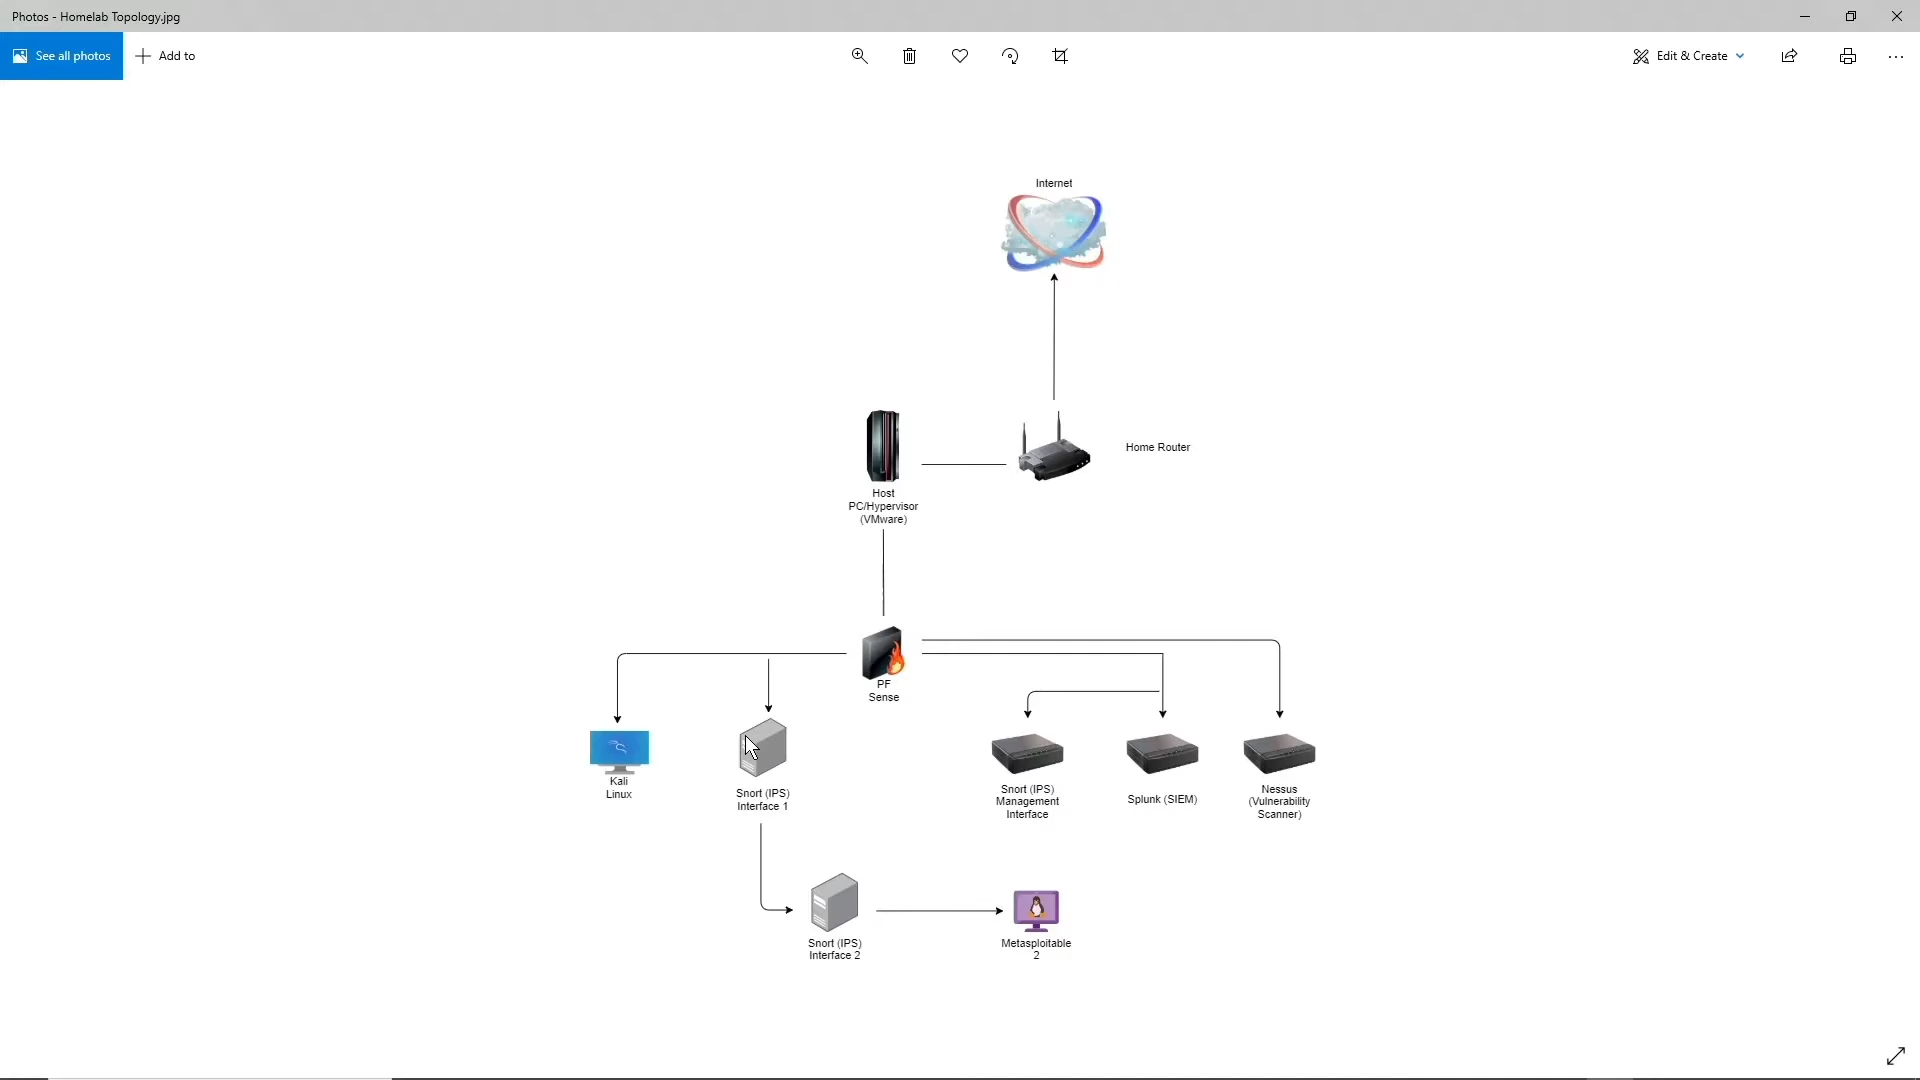 Photos - Homelab Topology.jpg
See all photos
Add to
Edit & Create
Internet
Home Router
Host
PC/Hypervisor
(VMware)
PF
Sense
Kali
Linux
Snort (IPS)
Interface 1
Snort (IPS)
Management
Interface
Splunk (SIEM)
Nessus
(Vulnerability
Scanner)
Snort (IPS)
Interface 2
Metasploitable
2